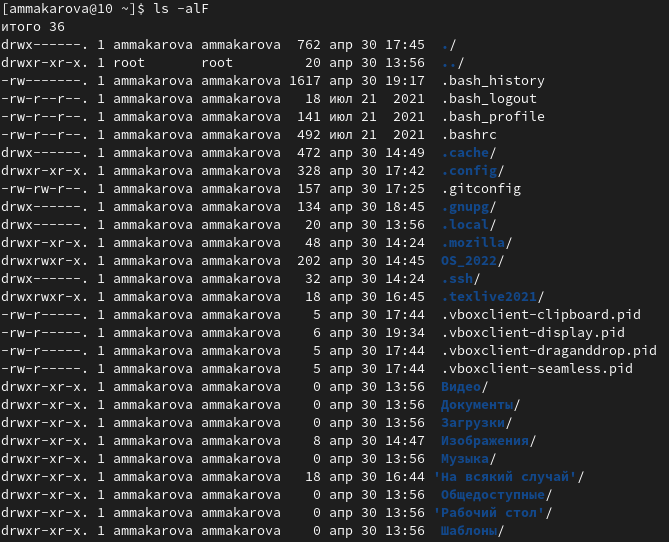 [ammakarova@10 ~]$ ls -alF
итого 36
drwx------. 1 ammakarova ammakarova  762 апр 30 17:45  ./
drwxr-xr-x. 1 root       root         20 апр 30 13:56  ../
-rw-------. 1 ammakarova ammakarova 1617 апр 30 19:17  .bash_history
-rw-r--r--. 1 ammakarova ammakarova   18 июл 21  2021  .bash_logout
-rw-r--r--. 1 ammakarova ammakarova  141 июл 21  2021  .bash_profile
-rw-r--r--. 1 ammakarova ammakarova  492 июл 21  2021  .bashrc
drwx------. 1 ammakarova ammakarova  472 апр 30 14:49  .cache/
drwxr-xr-x. 1 ammakarova ammakarova  328 апр 30 17:42  .config/
-rw-rw-r--. 1 ammakarova ammakarova  157 апр 30 17:25  .gitconfig
drwx------. 1 ammakarova ammakarova  134 апр 30 18:45  .gnupg/
drwx------. 1 ammakarova ammakarova   20 апр 30 13:56  .local/
drwxr-xr-x. 1 ammakarova ammakarova   48 апр 30 14:24  .mozilla/
drwxrwxr-x. 1 ammakarova ammakarova  202 апр 30 14:45  OS_2022/
drwx------. 1 ammakarova ammakarova   32 апр 30 14:24  .ssh/
drwxrwxr-x. 1 ammakarova ammakarova   18 апр 30 16:45  .texlive2021/
-rw-r-----. 1 ammakarova ammakarova    5 апр 30 17:44  .vboxclient-clipboard.pid
-rw-r-----. 1 ammakarova ammakarova    6 апр 30 19:34  .vboxclient-display.pid
-rw-r-----. 1 ammakarova ammakarova    5 апр 30 17:44  .vboxclient-draganddrop.pid
-rw-r-----. 1 ammakarova ammakarova    5 апр 30 17:44  .vboxclient-seamless.pid
drwxr-xr-x. 1 ammakarova ammakarova    0 апр 30 13:56  Видео/
drwxr-xr-x. 1 ammakarova ammakarova    0 апр 30 13:56  Документы/
drwxr-xr-x. 1 ammakarova ammakarova    0 апр 30 13:56  Загрузки/
drwxr-xr-x. 1 ammakarova ammakarova    8 апр 30 14:47  Изображения/
drwxr-xr-x. 1 ammakarova ammakarova    0 апр 30 13:56  Музыка/
drwxr-xr-x. 1 ammakarova ammakarova   18 апр 30 16:44 'На всякий случай'/
drwxr-xr-x. 1 ammakarova ammakarova    0 апр 30 13:56  Общедоступные/
drwxr-xr-x. 1 ammakarova ammakarova    0 апр 30 13:56 'Рабочий стол'/
drwxr-xr-x. 1 ammakarova ammakarova    0 апр 30 13:56  Шаблоны/